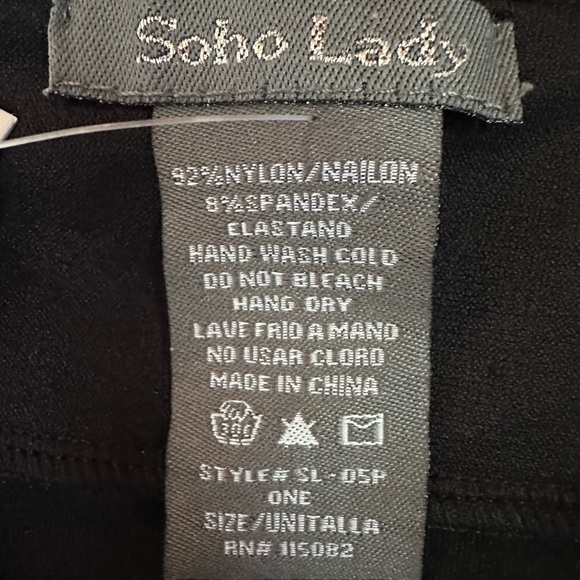 Soho Lady
92%NYLON/NAILON
8%SPANDEX/
ELASTANO
HAND WASH COLD
DO NOT BLEACH
HANG DRY
LAVE FRIO A MANO
NO USAR CLORO
MADE IN CHINA
30C
STYLE# SL-05P
ONE
SIZE/UNITALLA
RN# 115082